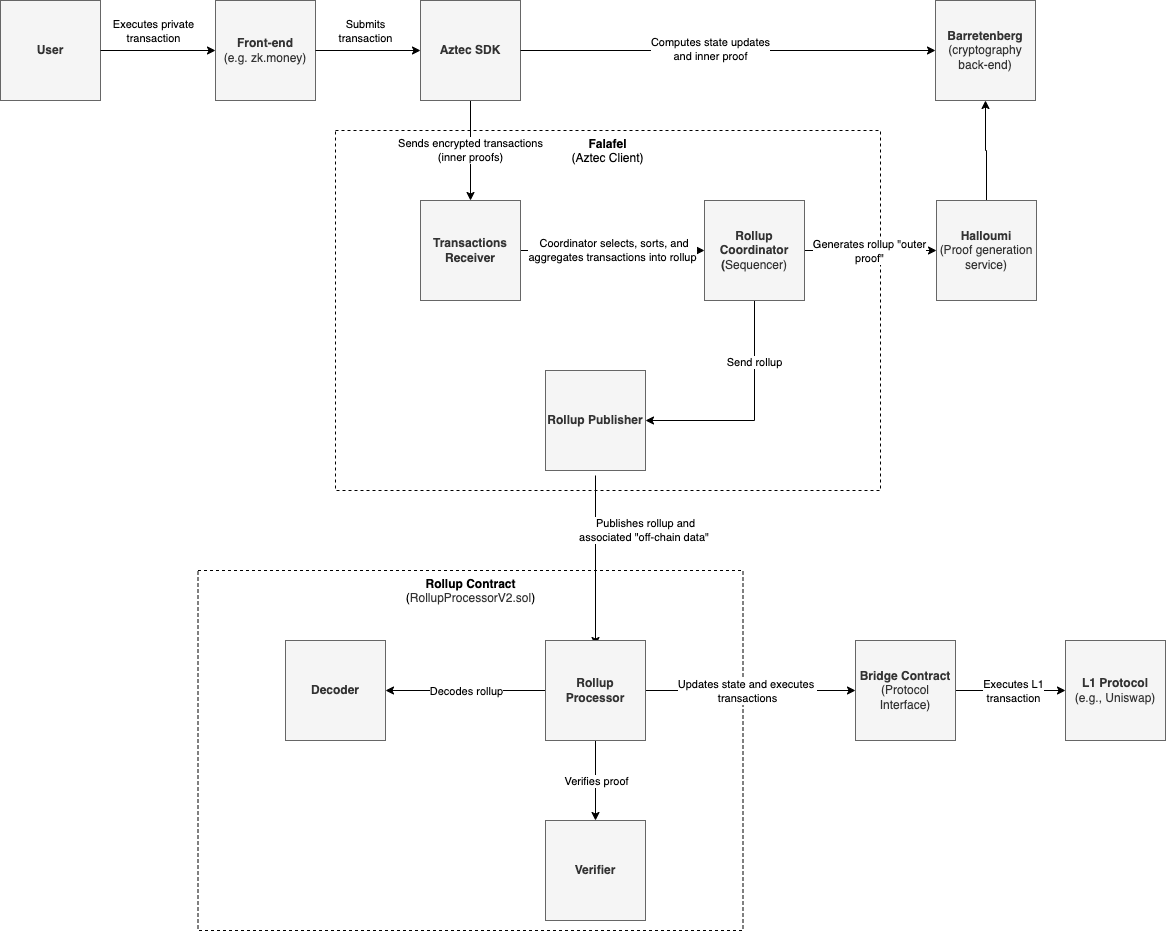 User
Executes private
transaction
Front-end
(e.g. zk.money)
Submits
transaction
Aztec SDK
Computes state updates
and inner proof
Barretenberg
(cryptography
back-end)
Sends encrypted transactions
(inner proofs)
Falafel
(Aztec Client)
Transactions
Receiver
Coordinator selects, sorts, and
aggregates transactions into rollup
Rollup
Coordinator
(Sequencer)
Generates rollup "outer
proof"
Halloumi
(Proof generation
service)
Send rollup
Rollup Publisher
Publishes rollup and
associated "off-chain data"
Rollup Contract
(RollupProcessorV2.sol)
Decoder
Decodes rollup
Rollup
Processor
Updates state and executes
transactions
Bridge Contract
(Protocol
Interface)
Executes L1
transaction
L1 Protocol
(e.g., Uniswap)
Verifies proof
Verifier